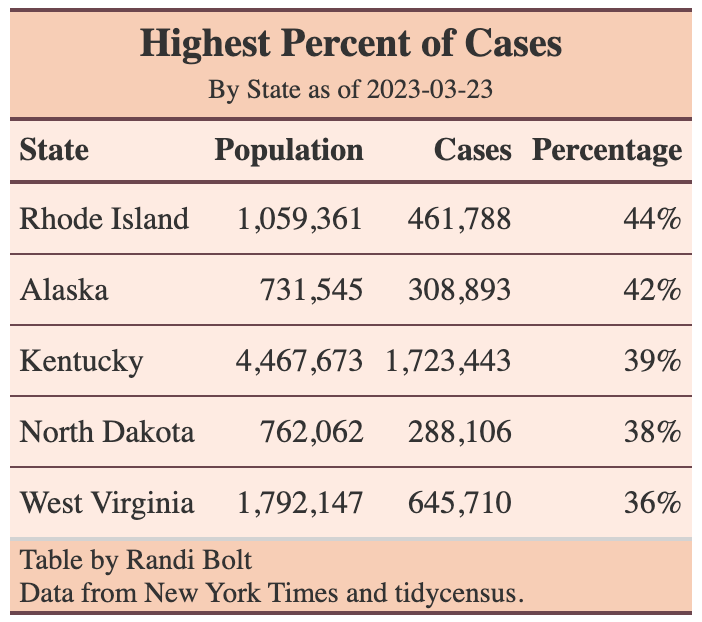 Highest Percent of Cases
By State as of 2023-03-23
State Population Cases Percentage
Rhode Island 1,059,361 461,788 44%
Alaska 731,545 308,893 42%
Kentucky 4,467,673 1,723,443 39%
North Dakota 762,062 288,106 38%
West Virginia 1,792,147 645,710 36%
Table by Randi Bolt
Data from New York Times and tidycensus.